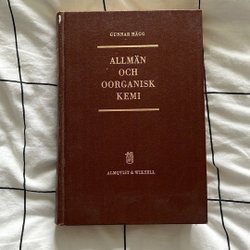 GUNNAR HÄGG
ALLMÄN
OCH
OORGANISK
KEMI
ALMQVIST & WIKSELL